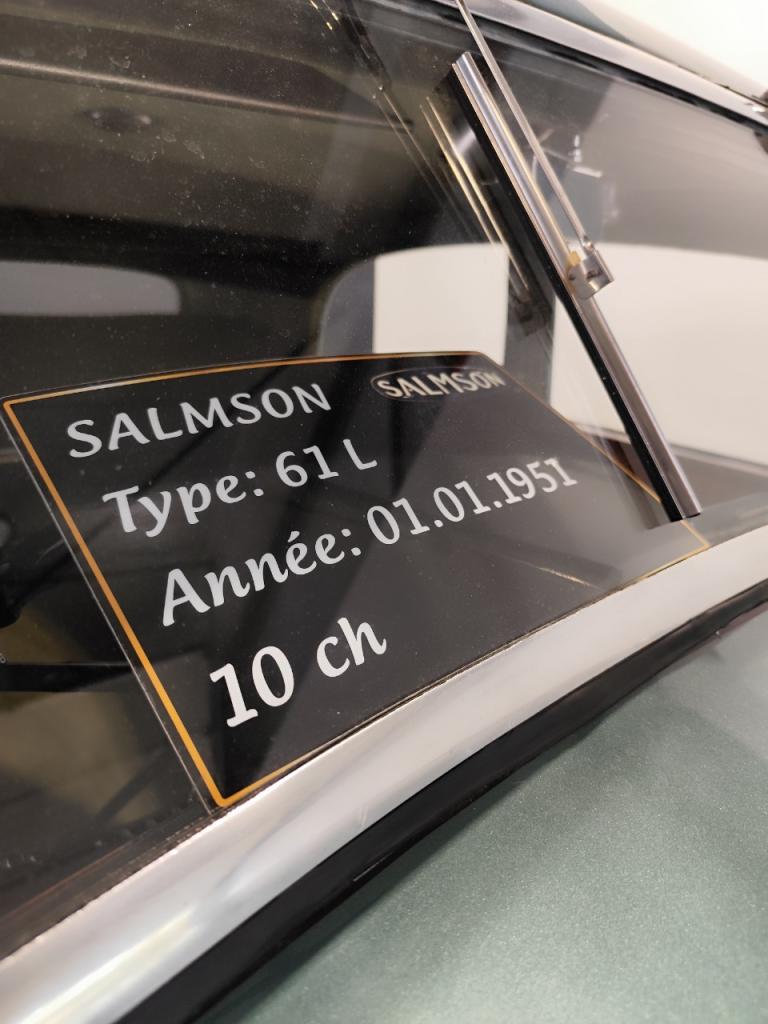 SALMSON SALMSON
Type: 61 L
Année: 01.01.1951
10 ch